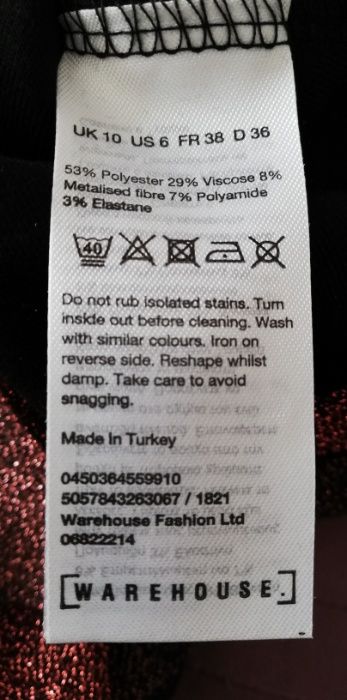 UK 10 US 6 FR 38 D 36
53% Polyester 29% Viscose 8%
Metalised fibre 7% Polyamide
3% Elastane
40
Do not rub isolated stains. Turn
inside out before cleaning. Wash
with similar colours. Iron on
reverse side. Reshape whilst
damp. Take care to avoid
snagging.
Made In Turkey
0450364559910
5057843263067 / 1821
Warehouse Fashion Ltd
06822214
[WAREHOUSE.]